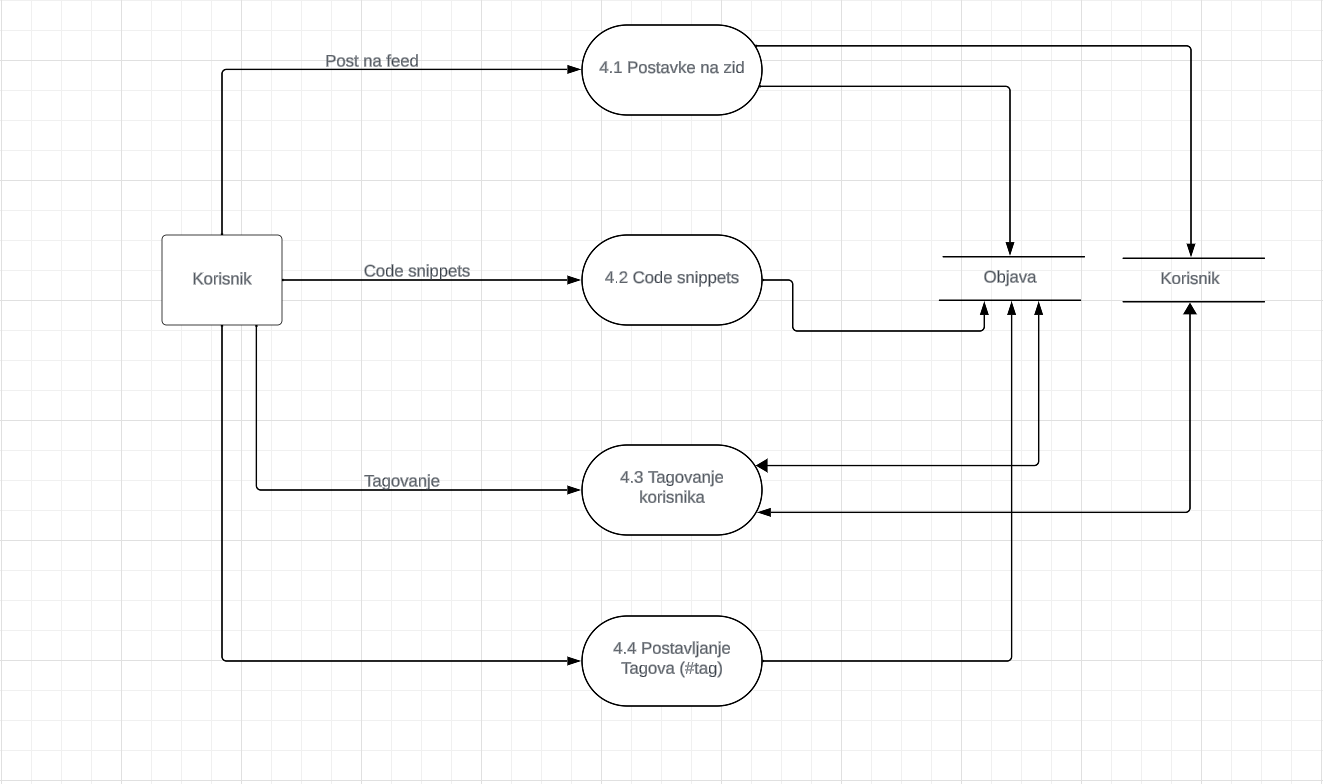 Post na feed
4.1 Postavke na zid
Korisnik
Code snippets
4.2 Code snippets
Objava
Korisnik
Tagovanje
4.3 Tagovanje
korisnika
4.4 Postavljanje
Tagova (#tag)